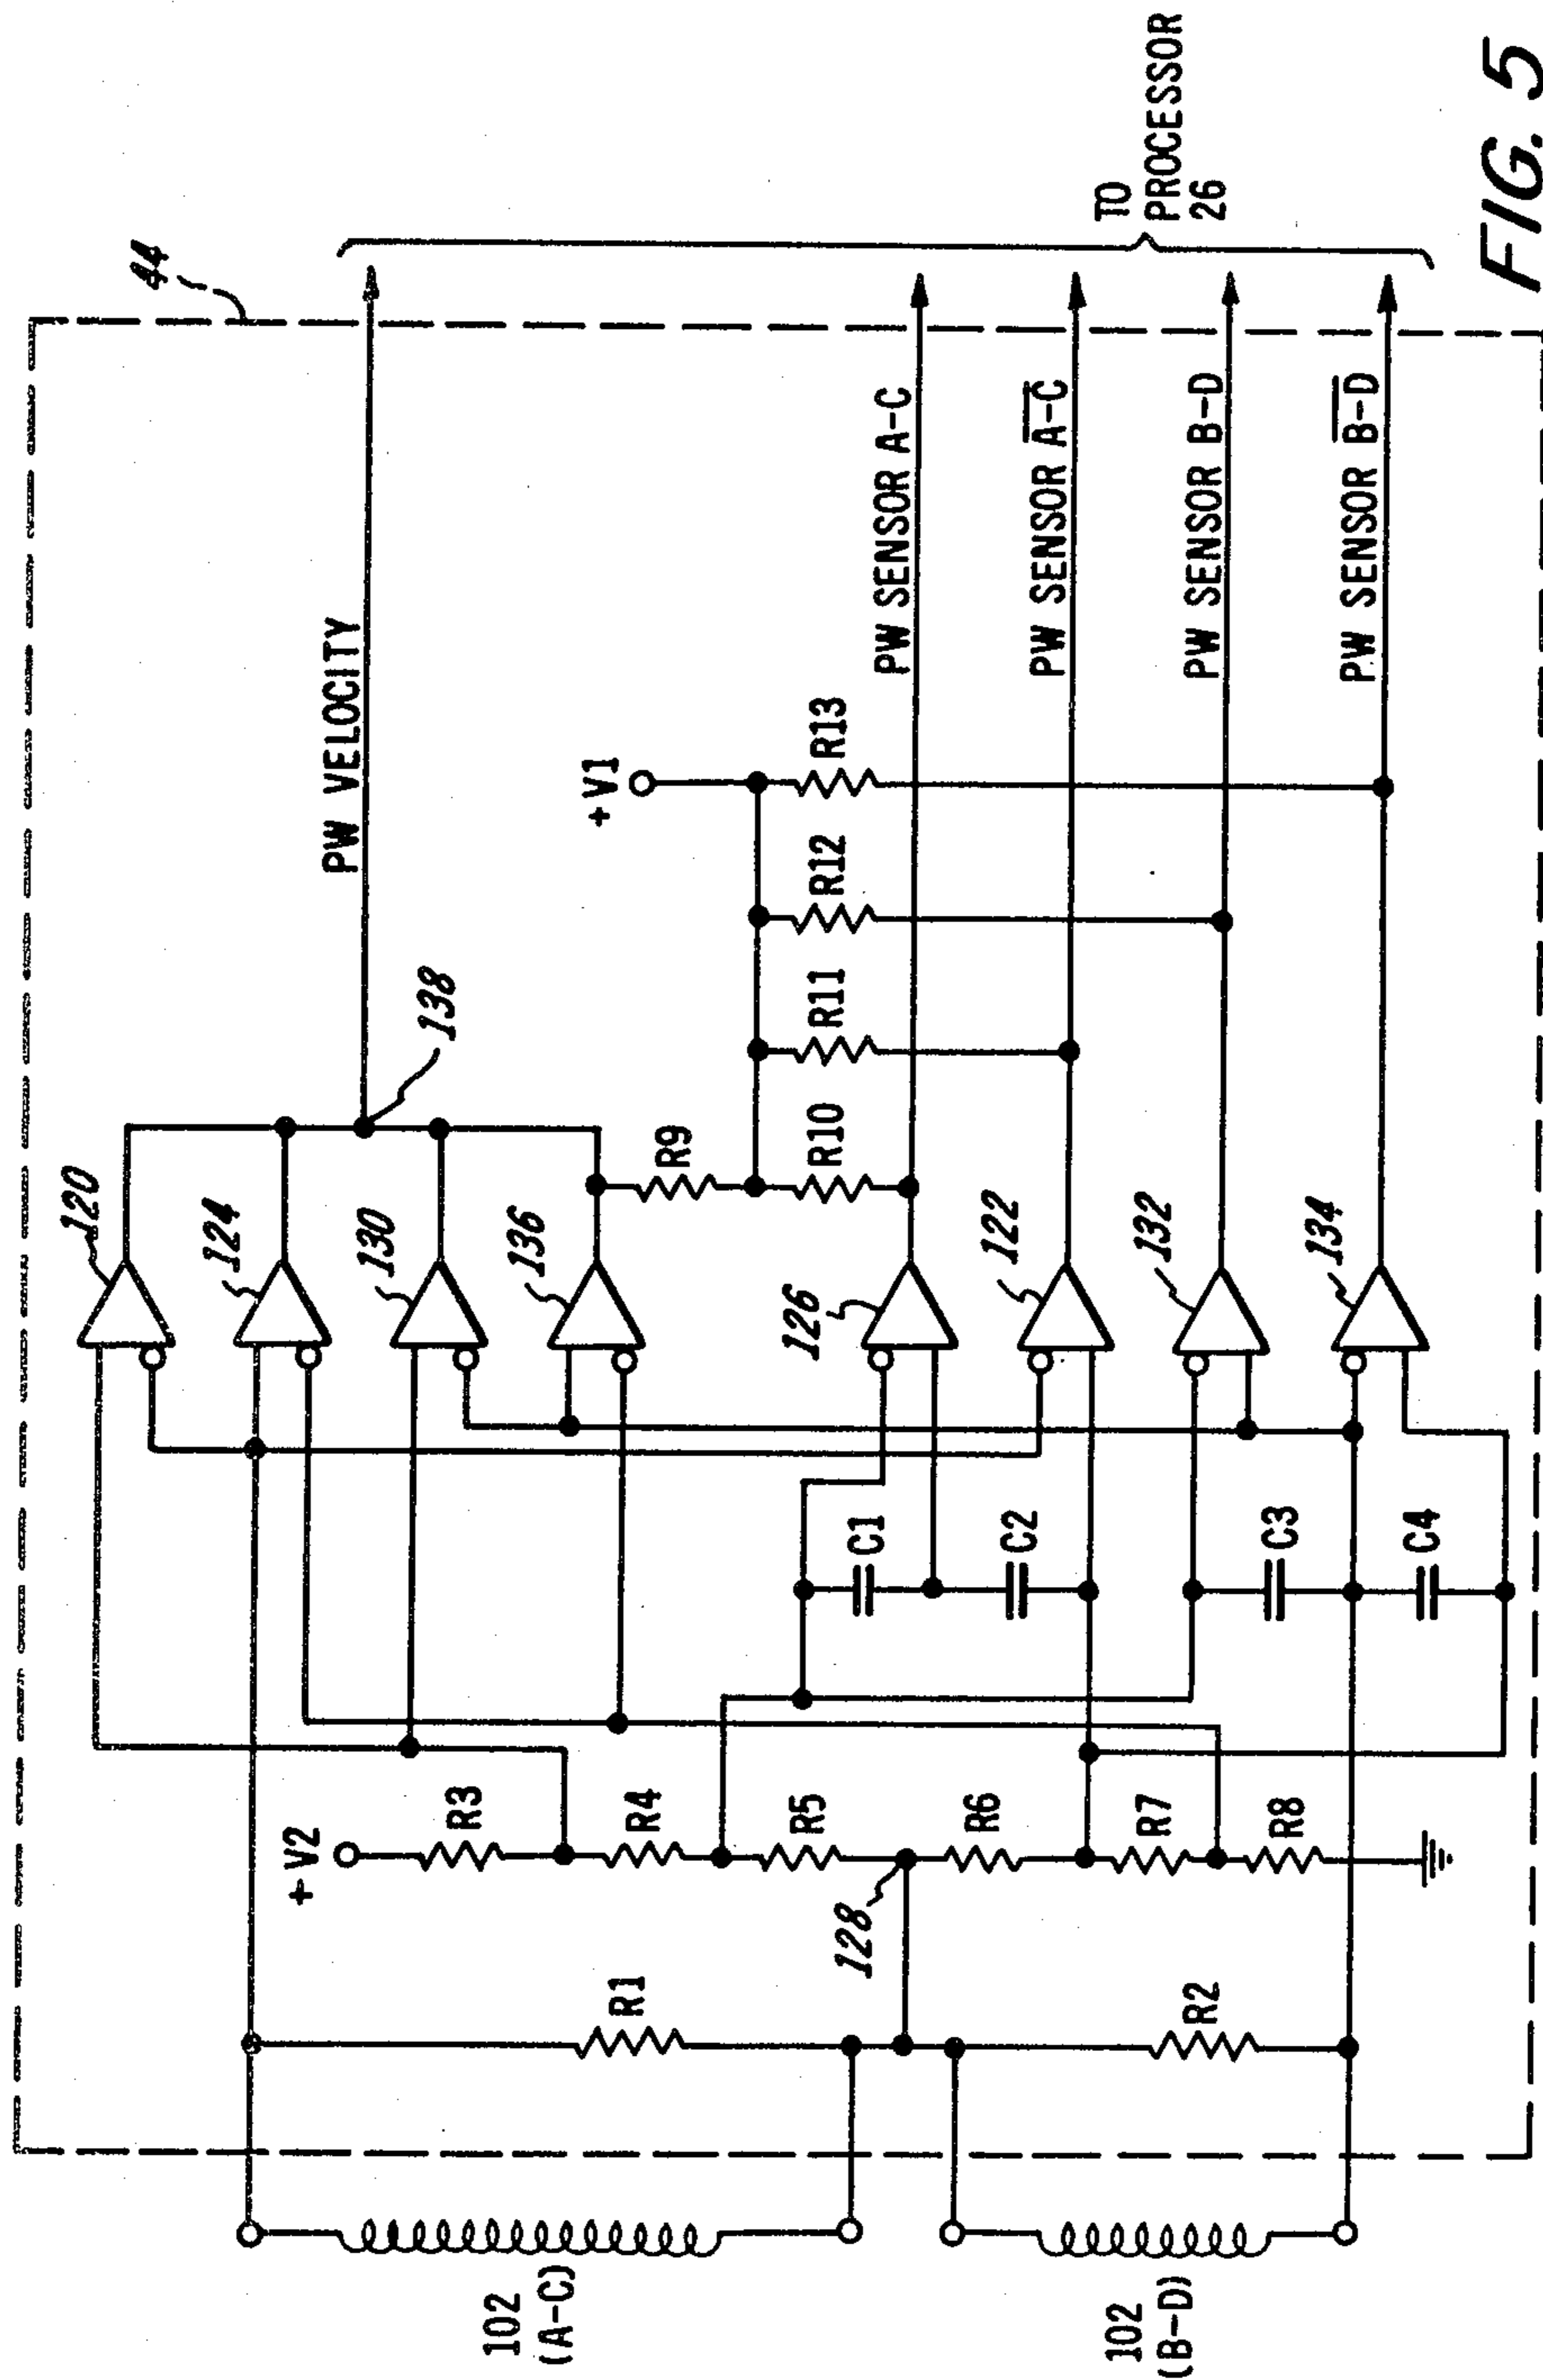 44
+V2
R3
R4
R5
R6
R7
R8
128
R1
R2
102
(A-C)
102
(B-D)
120
124
130
136
126
122
132
134
C1
C2
C3
C4
138
R9
R10
R11
R12
R13
+V1
PW VELOCITY
PW SENSOR A-C
PW SENSOR A̅-̅C̅
PW SENSOR B-D
PW SENSOR B̅-̅D̅
TO
PROCESSOR
26
FIG. 5